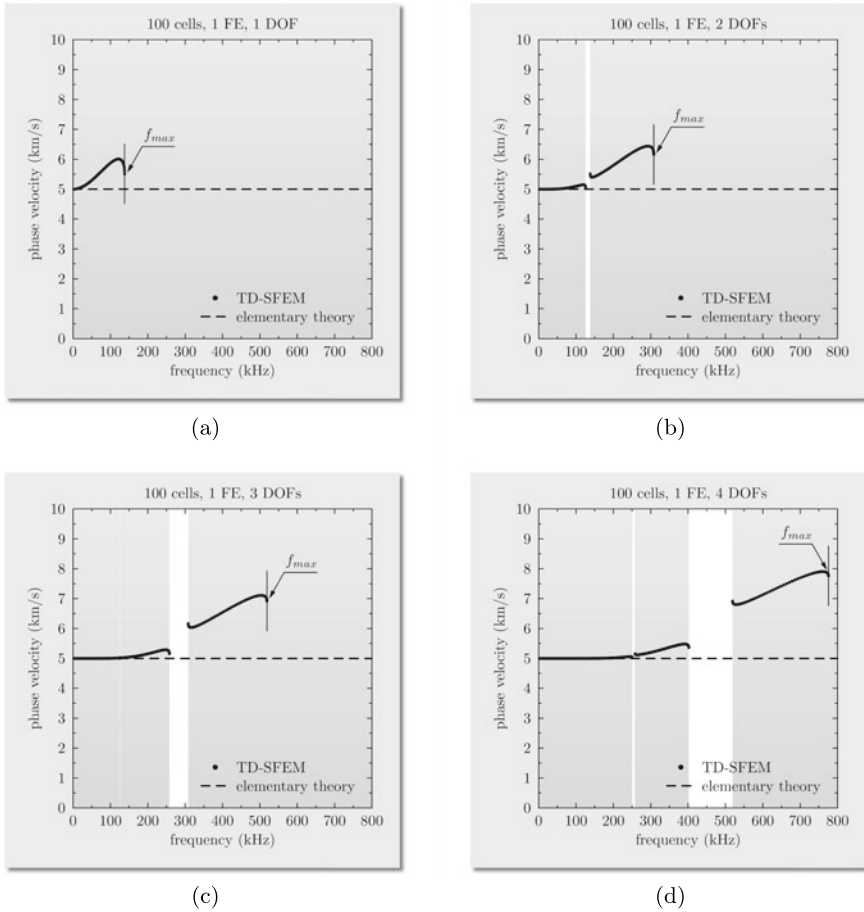 100 cells, 1 FE, 1 DOF
10
9
8
7
6
5
4
3
2
1
0
phase velocity (km/s)
f_max
TD-SFEM
elementary theory
0 100 200 300 400 500 600 700 800
frequency (kHz)
(a)
100 cells, 1 FE, 2 DOFs
10
9
8
7
6
5
4
3
2
1
0
phase velocity (km/s)
f_max
TD-SFEM
elementary theory
0 100 200 300 400 500 600 700 800
frequency (kHz)
(b)
100 cells, 1 FE, 3 DOFs
10
9
8
7
6
5
4
3
2
1
0
phase velocity (km/s)
f_max
TD-SFEM
elementary theory
0 100 200 300 400 500 600 700 800
frequency (kHz)
(c)
100 cells, 1 FE, 4 DOFs
10
9
8
7
6
5
4
3
2
1
0
phase velocity (km/s)
f_max
TD-SFEM
elementary theory
0 100 200 300 400 500 600 700 800
frequency (kHz)
(d)